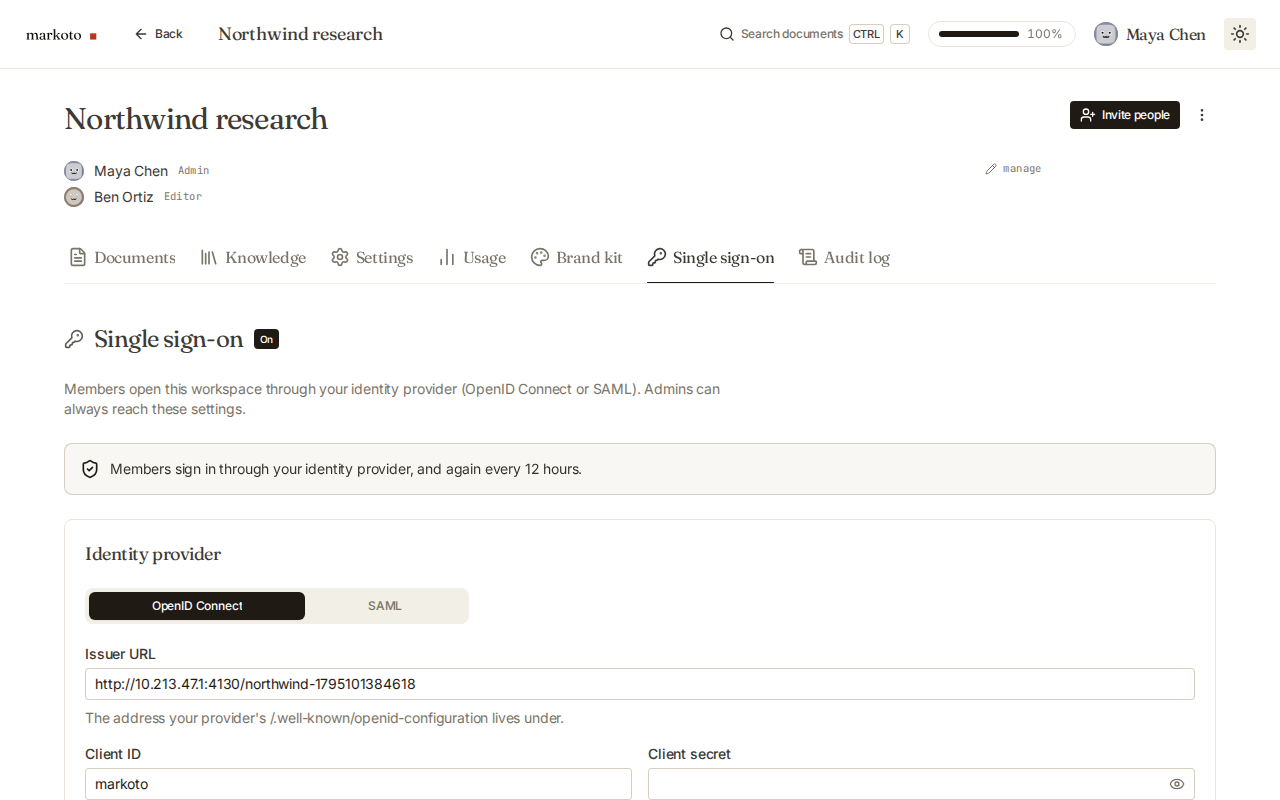 markoto
Back
Northwind research
Search documents CTRL K
100%
Maya Chen
Northwind research
Invite people
Maya Chen Admin
manage
Ben Ortiz Editor
Documents Knowledge Settings Usage Brand kit Single sign-on Audit log
Single sign-on On
Members open this workspace through your identity provider (OpenID Connect or SAML). Admins can
always reach these settings.
Members sign in through your identity provider, and again every 12 hours.
Identity provider
OpenID Connect SAML
Issuer URL
http://10.213.47.1:4130/northwind-1795101384618
The address your provider's /.well-known/openid-configuration lives under.
Client ID Client secret
markoto